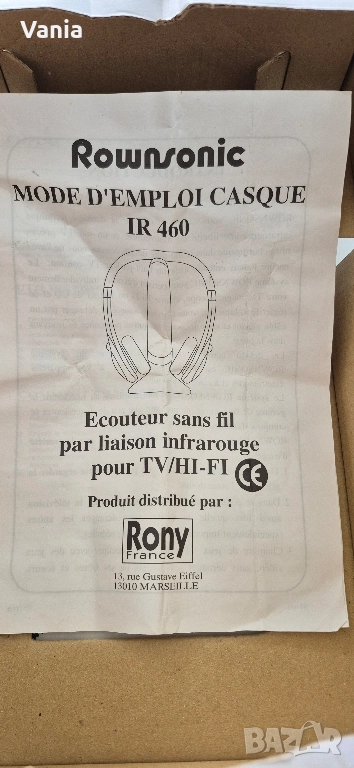 Vania
Rownsonic
MODE D'EMPLOI CASQUE
IR 460
Ecouteur sans fil
par liaison infrarouge
pour TV/HI-FI CE
Produit distribué par :
Rony
France
13, rue Gustave Eiffel
13010 MARSEILLE
BAZAR